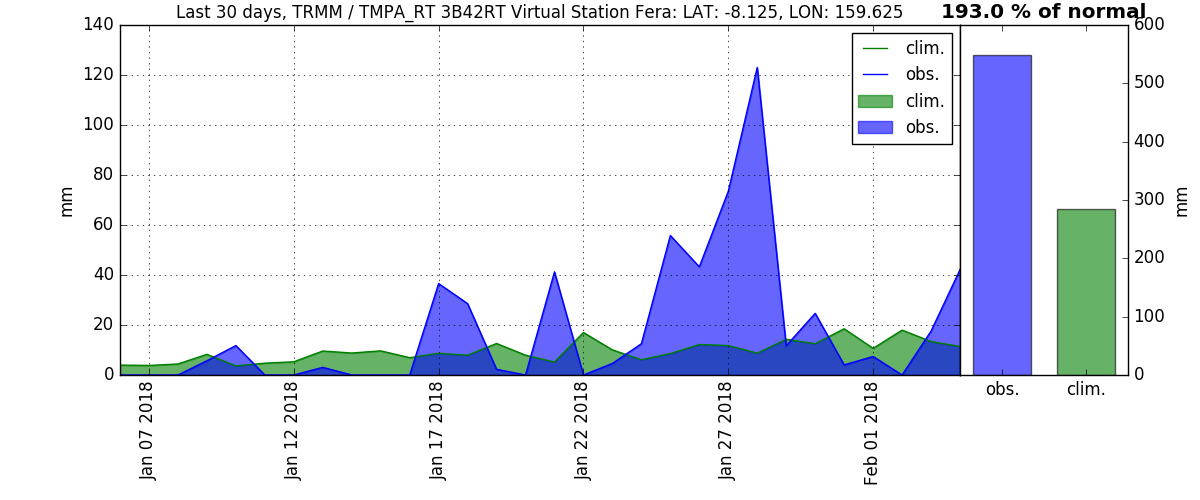 Last 30 days, TRMM / TMPA_RT 3B42RT Virtual Station Fera: LAT: -8.125, LON: 159.625
193.0 % of normal
mm
140
120
100
80
60
40
20
0
clim.
obs.
clim.
obs.
Jan 07 2018
Jan 12 2018
Jan 17 2018
Jan 22 2018
Jan 27 2018
Feb 01 2018
obs.
clim.
600
500
400
300
200
100
0
mm